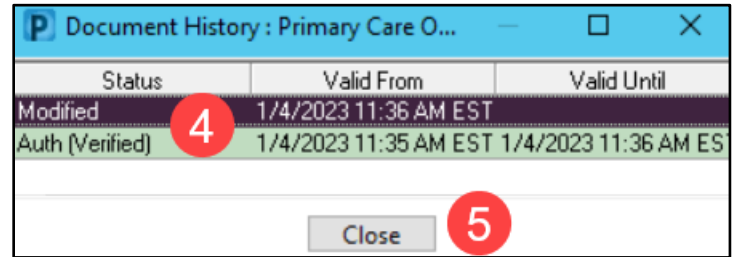 P Document History : Primary Care O...
Status Valid From Valid Until
Modified 1/4/2023 11:36 AM EST
4
Auth (Verified) 1/4/2023 11:35 AM EST 1/4/2023 11:36 AM ES
Close 5